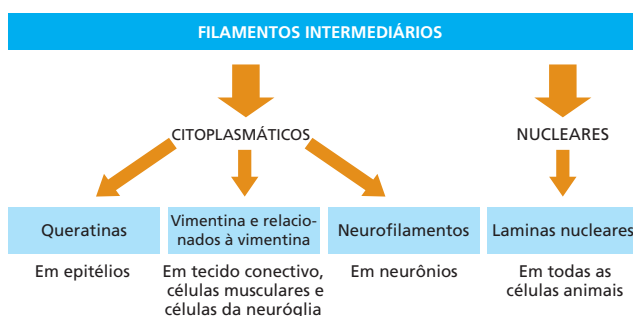 FILAMENTOS INTERMEDIÁRIOS
CITOPLASMÁTICOS
NUCLEARES
Queratinas
Vimentina e relacio-
nados à vimentina
Neurofilamentos
Laminas nucleares
Em epitélios
Em tecido conectivo,
células musculares e
células da neuróglia
Em neurônios
Em todas as
células animais